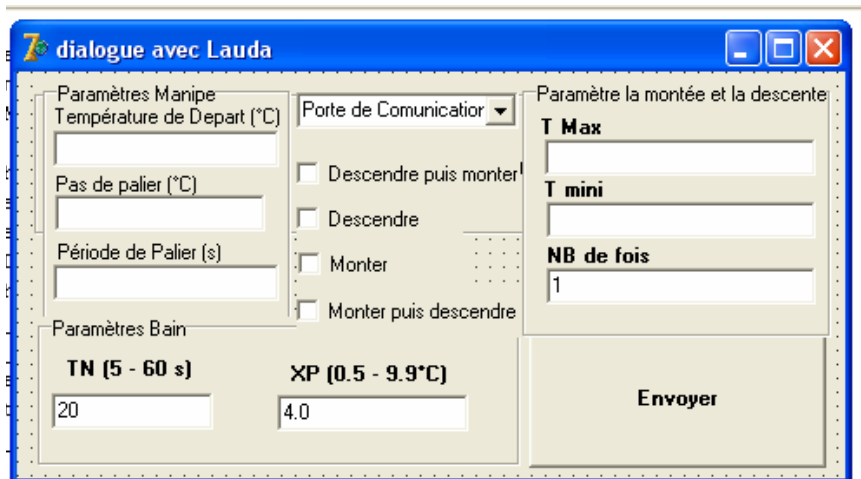 dialogue avec Lauda
Paramètres Manipe
Température de Depart (°C)
Pas de palier (°C)
Période de Palier (s)
Porte de Comunication
Descendre puis monter
Descendre
Monter
Monter puis descendre
Paramètre la montée et la descente
T Max
T mini
NB de fois
1
Paramètres Bain
TN (5 - 60 s)
20
XP (0.5 - 9.9°C)
4.0
Envoyer